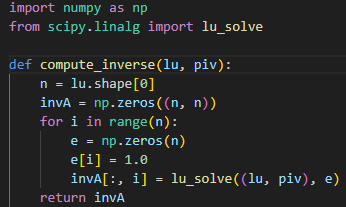 import numpy as np
from scipy.linalg import lu_solve

def compute_inverse(lu, piv):
    n = lu.shape[0]
    invA = np.zeros((n, n))
    for i in range(n):
        e = np.zeros(n)
        e[i] = 1.0
        invA[:, i] = lu_solve((lu, piv), e)
    return invA